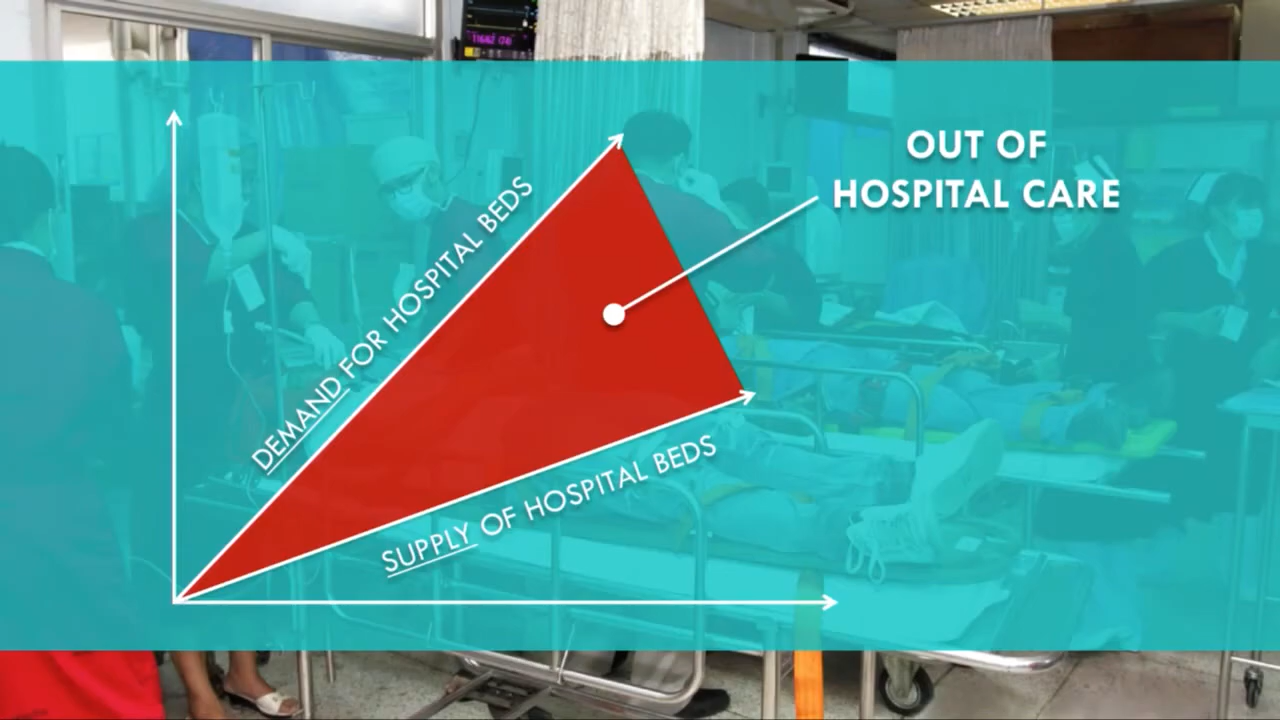 OUT OF
HOSPITAL CARE
DEMAND FOR HOSPITAL BEDS
SUPPLY OF HOSPITAL BEDS